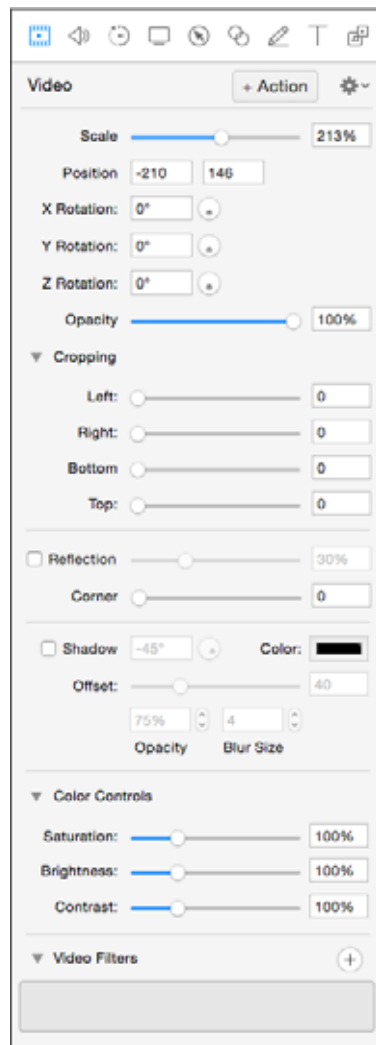 Video + Action
Scale 213%
Position -210 146
X Rotation: 0°
Y Rotation: 0°
Z Rotation: 0°
Opacity 100%
Cropping
Left: 0
Right: 0
Bottom 0
Top: 0
Reflection 30%
Corner 0
Shadow -45° Color:
Offset: 40
75% 4
Opacity Blur Size
Color Controls
Saturation: 100%
Brightness: 100%
Contrast: 100%
Video Filters